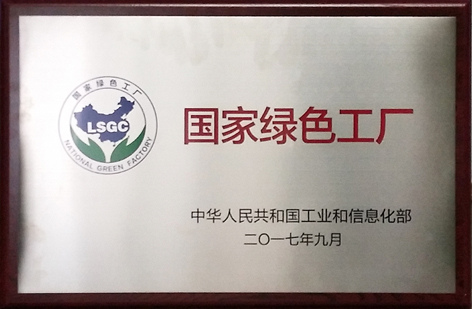 国家绿色工厂
LSGC
NATIONAL GREEN FACTORY
国家绿色工厂
中华人民共和国工业和信息化部
二〇一七年九月